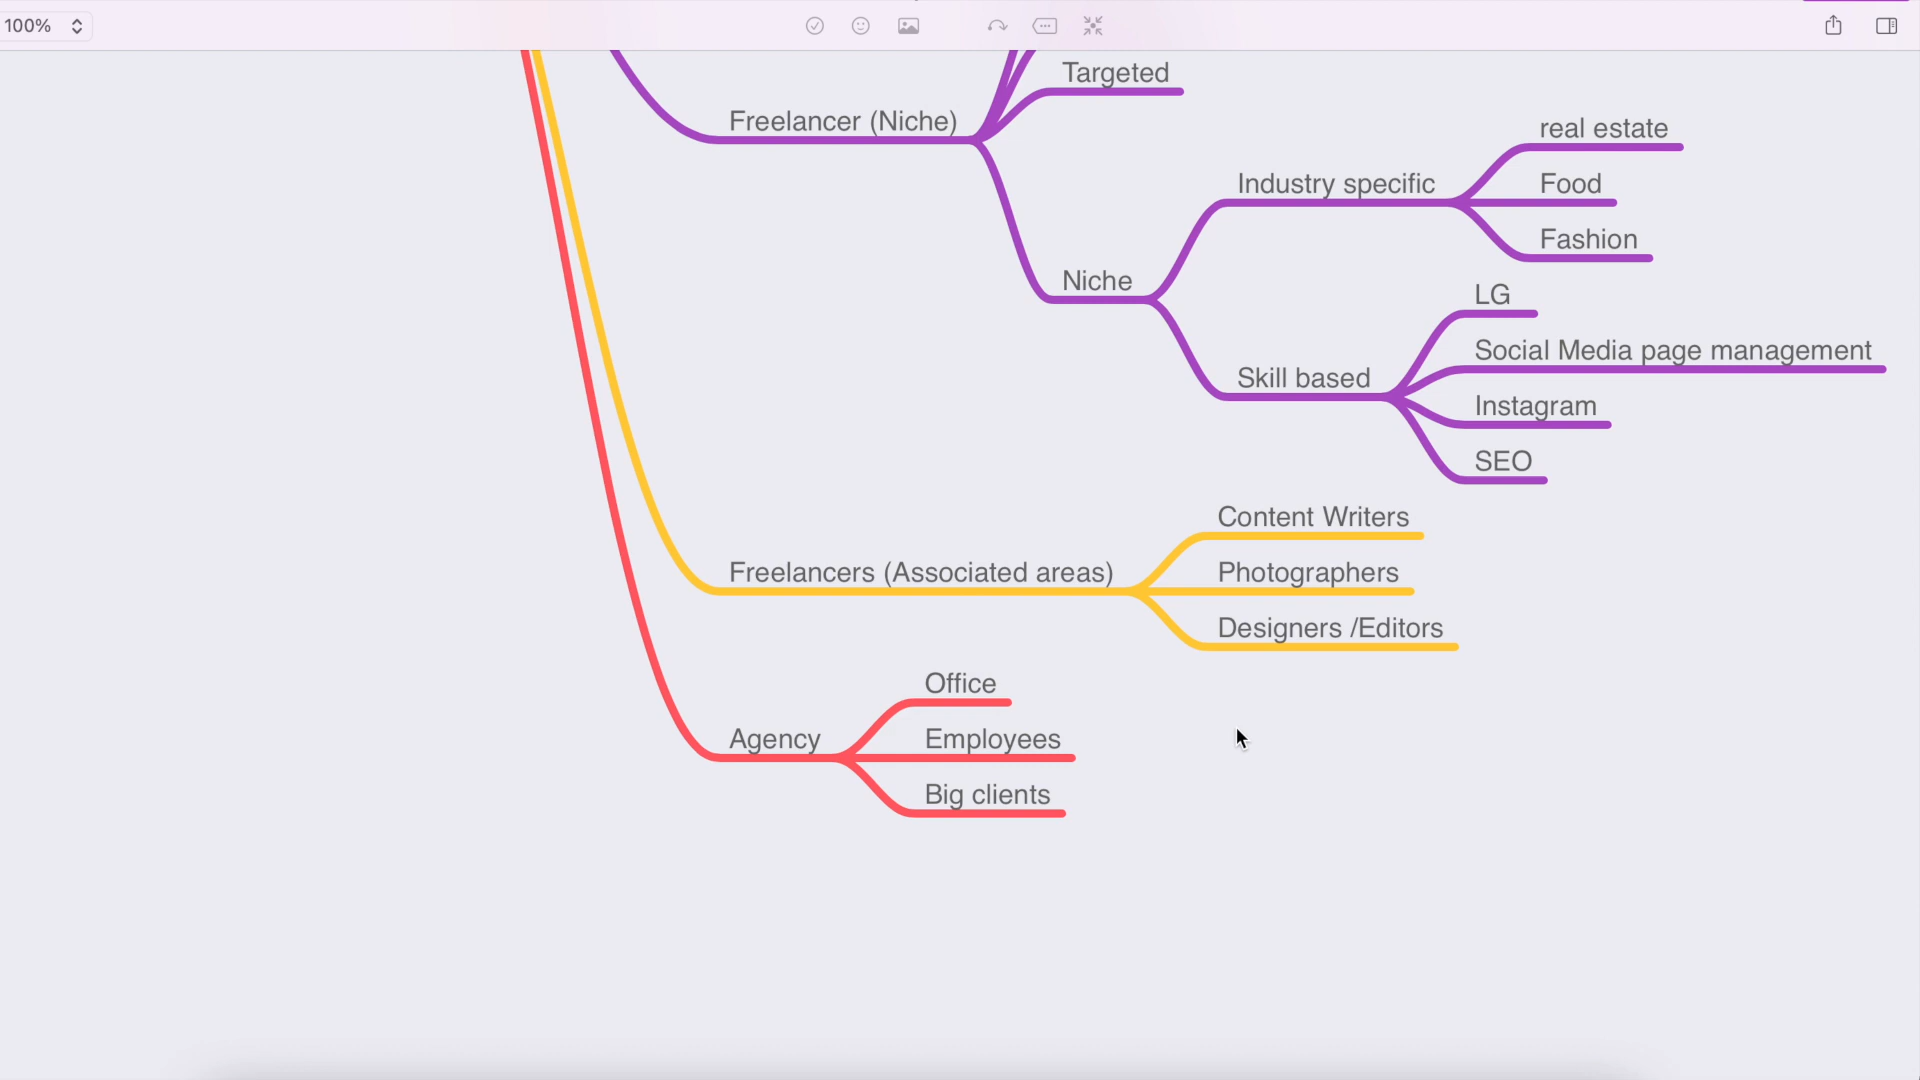 100%
Targeted
Freelancer (Niche)
real estate
Industry specific
Food
Fashion
Niche
LG
Social Media page management
Skill based
Instagram
SEO
Content Writers
Freelancers (Associated areas)
Photographers
Designers /Editors
Office
Agency
Employees
Big clients